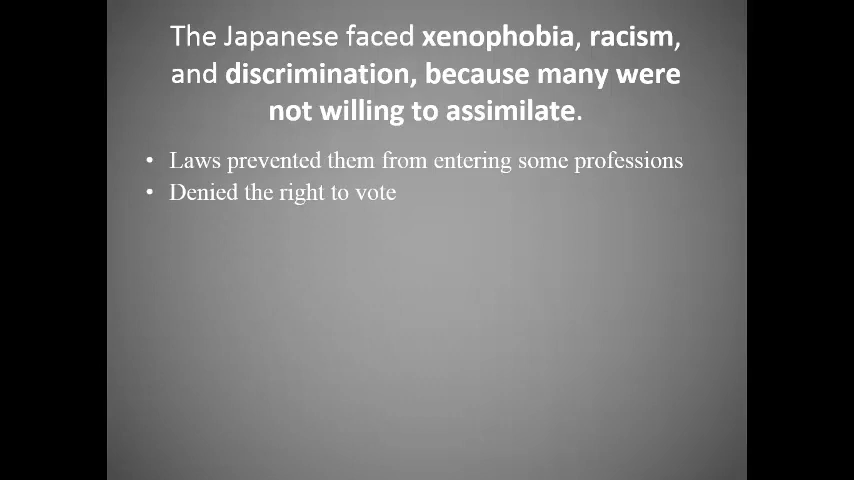 The Japanese faced xenophobia, racism,
and discrimination, because many were
not willing to assimilate.
• Laws prevented them from entering some professions
• Denied the right to vote